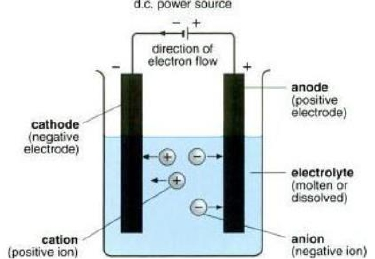 d.c. power source
− +
direction of
electron flow
− +
anode
(positive
electrode)
cathode
(negative
electrode)
+ −
+
electrolyte
(molten or
dissolved)
−
cation
(positive ion)
anion
(negative ion)